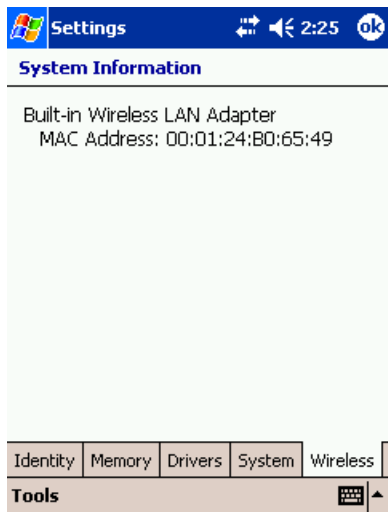 Settings 2:25 ok
System Information
Built-in Wireless LAN Adapter
MAC Address: 00:01:24:B0:65:49
Identity Memory Drivers System Wireless
Tools